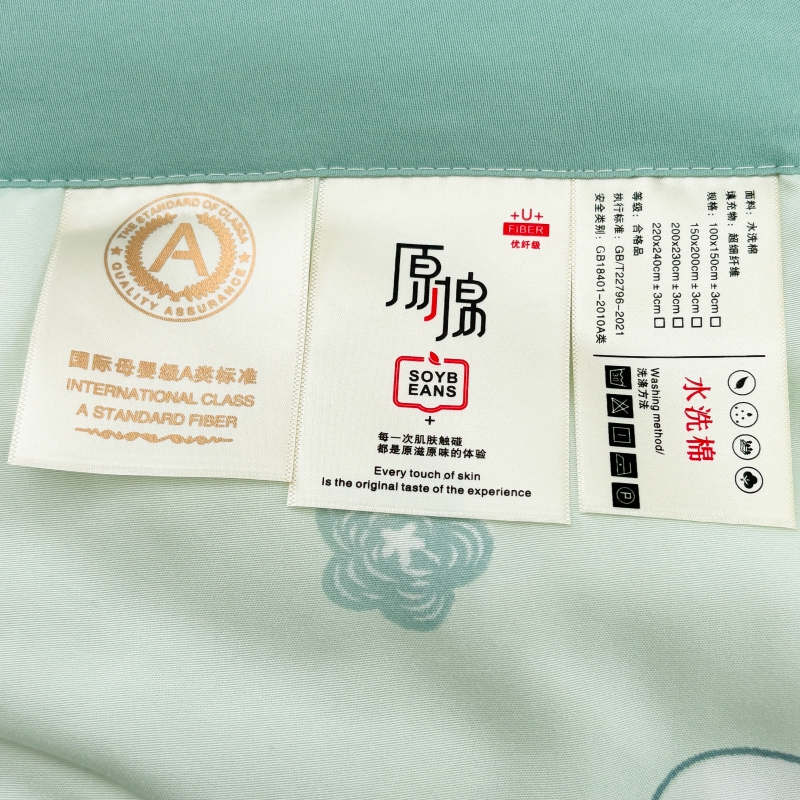 THE STANDARD OF CLASSA
A
★ QUALITY ASSURANCE ★
国际母婴级A类标准
INTERNATIONAL CLASS
A STANDARD FIBER
+U+
FIBER
优纤级
原棉
SOYB
EANS
+
每一次肌肤触碰
都是原滋原味的体验
Every touch of skin
Is the original taste of the experience
面料：水洗棉
填充物：超细纤维
规格：100x150cm±3cm□
150x200cm±3cm□
200x230cm±3cm□
220x240cm±3cm□
等级：合格品
执行标准：GB/T22796-2021
安全类别：GB18401-2010A类
水洗棉
Washing method/
洗涤方法
P